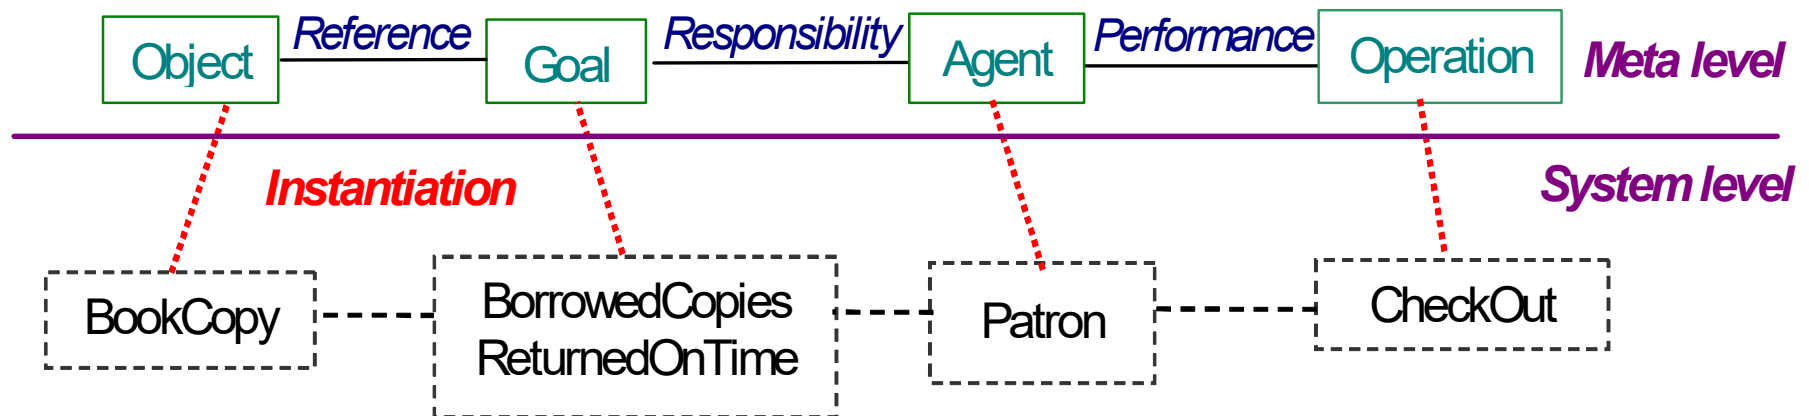 Object
Reference
Goal
Responsibility
Agent
Performance
Operation
Meta level
Instantiation
System level
BookCopy
BorrowedCopies
ReturnedOnTime
Patron
CheckOut